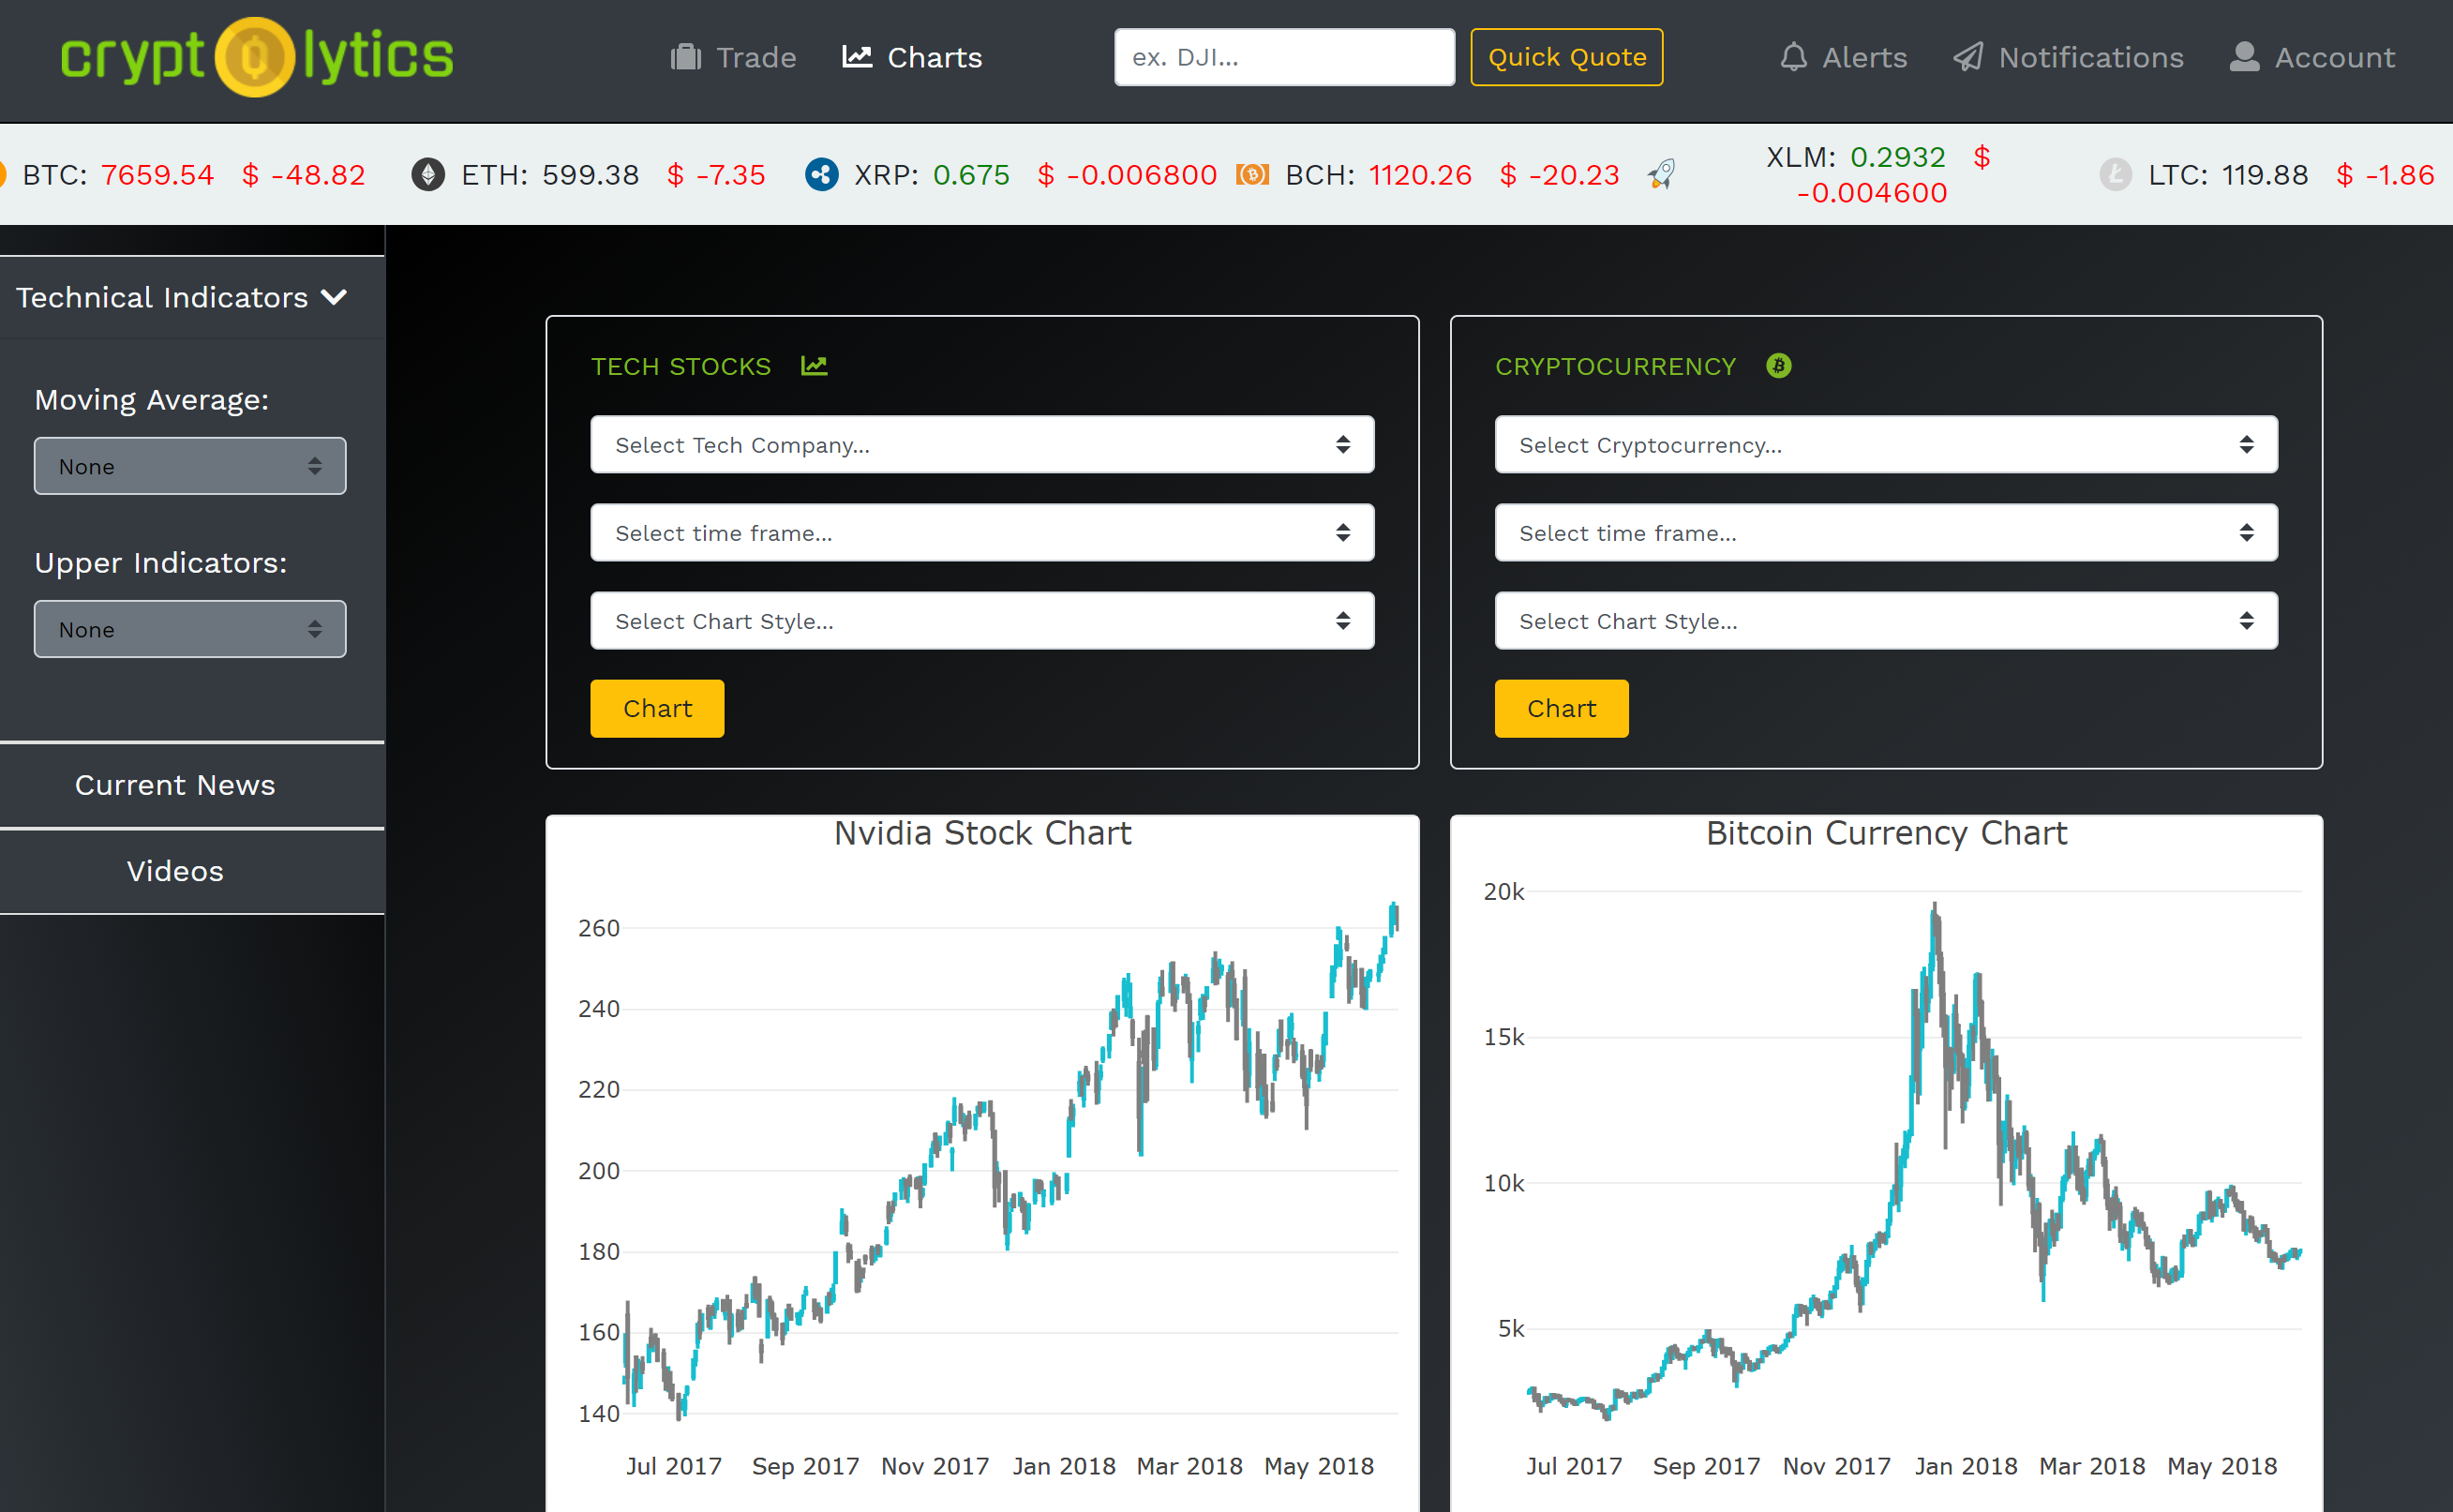 crypt lytics
Trade
Charts
ex. DJI...
Quick Quote
Alerts
Notifications
Account
BTC: 7659.54 $ -48.82
ETH: 599.38 $ -7.35
XRP: 0.675 $ -0.006800
BCH: 1120.26 $ -20.23
XLM: 0.2932 $
-0.004600
LTC: 119.88 $ -1.86
Technical Indicators
Moving Average:
None
Upper Indicators:
None
Current News
Videos
TECH STOCKS
Select Tech Company...
Select time frame...
Select Chart Style...
Chart
CRYPTOCURRENCY
Select Cryptocurrency...
Select time frame...
Select Chart Style...
Chart
Nvidia Stock Chart
260
240
220
200
180
160
140
Jul 2017 Sep 2017 Nov 2017 Jan 2018 Mar 2018 May 2018
Bitcoin Currency Chart
20k
15k
10k
5k
Jul 2017 Sep 2017 Nov 2017 Jan 2018 Mar 2018 May 2018